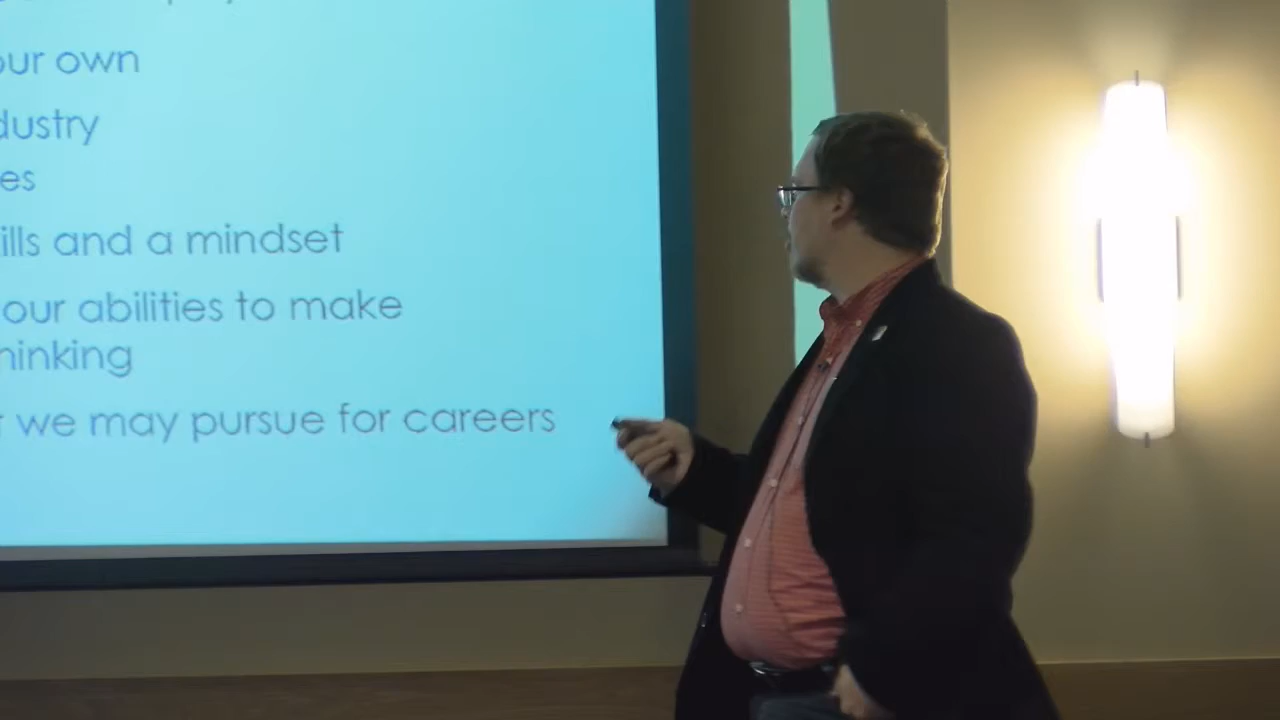 our own
dustry
es
ills and a mindset
our abilities to make
hinking
we may pursue for careers